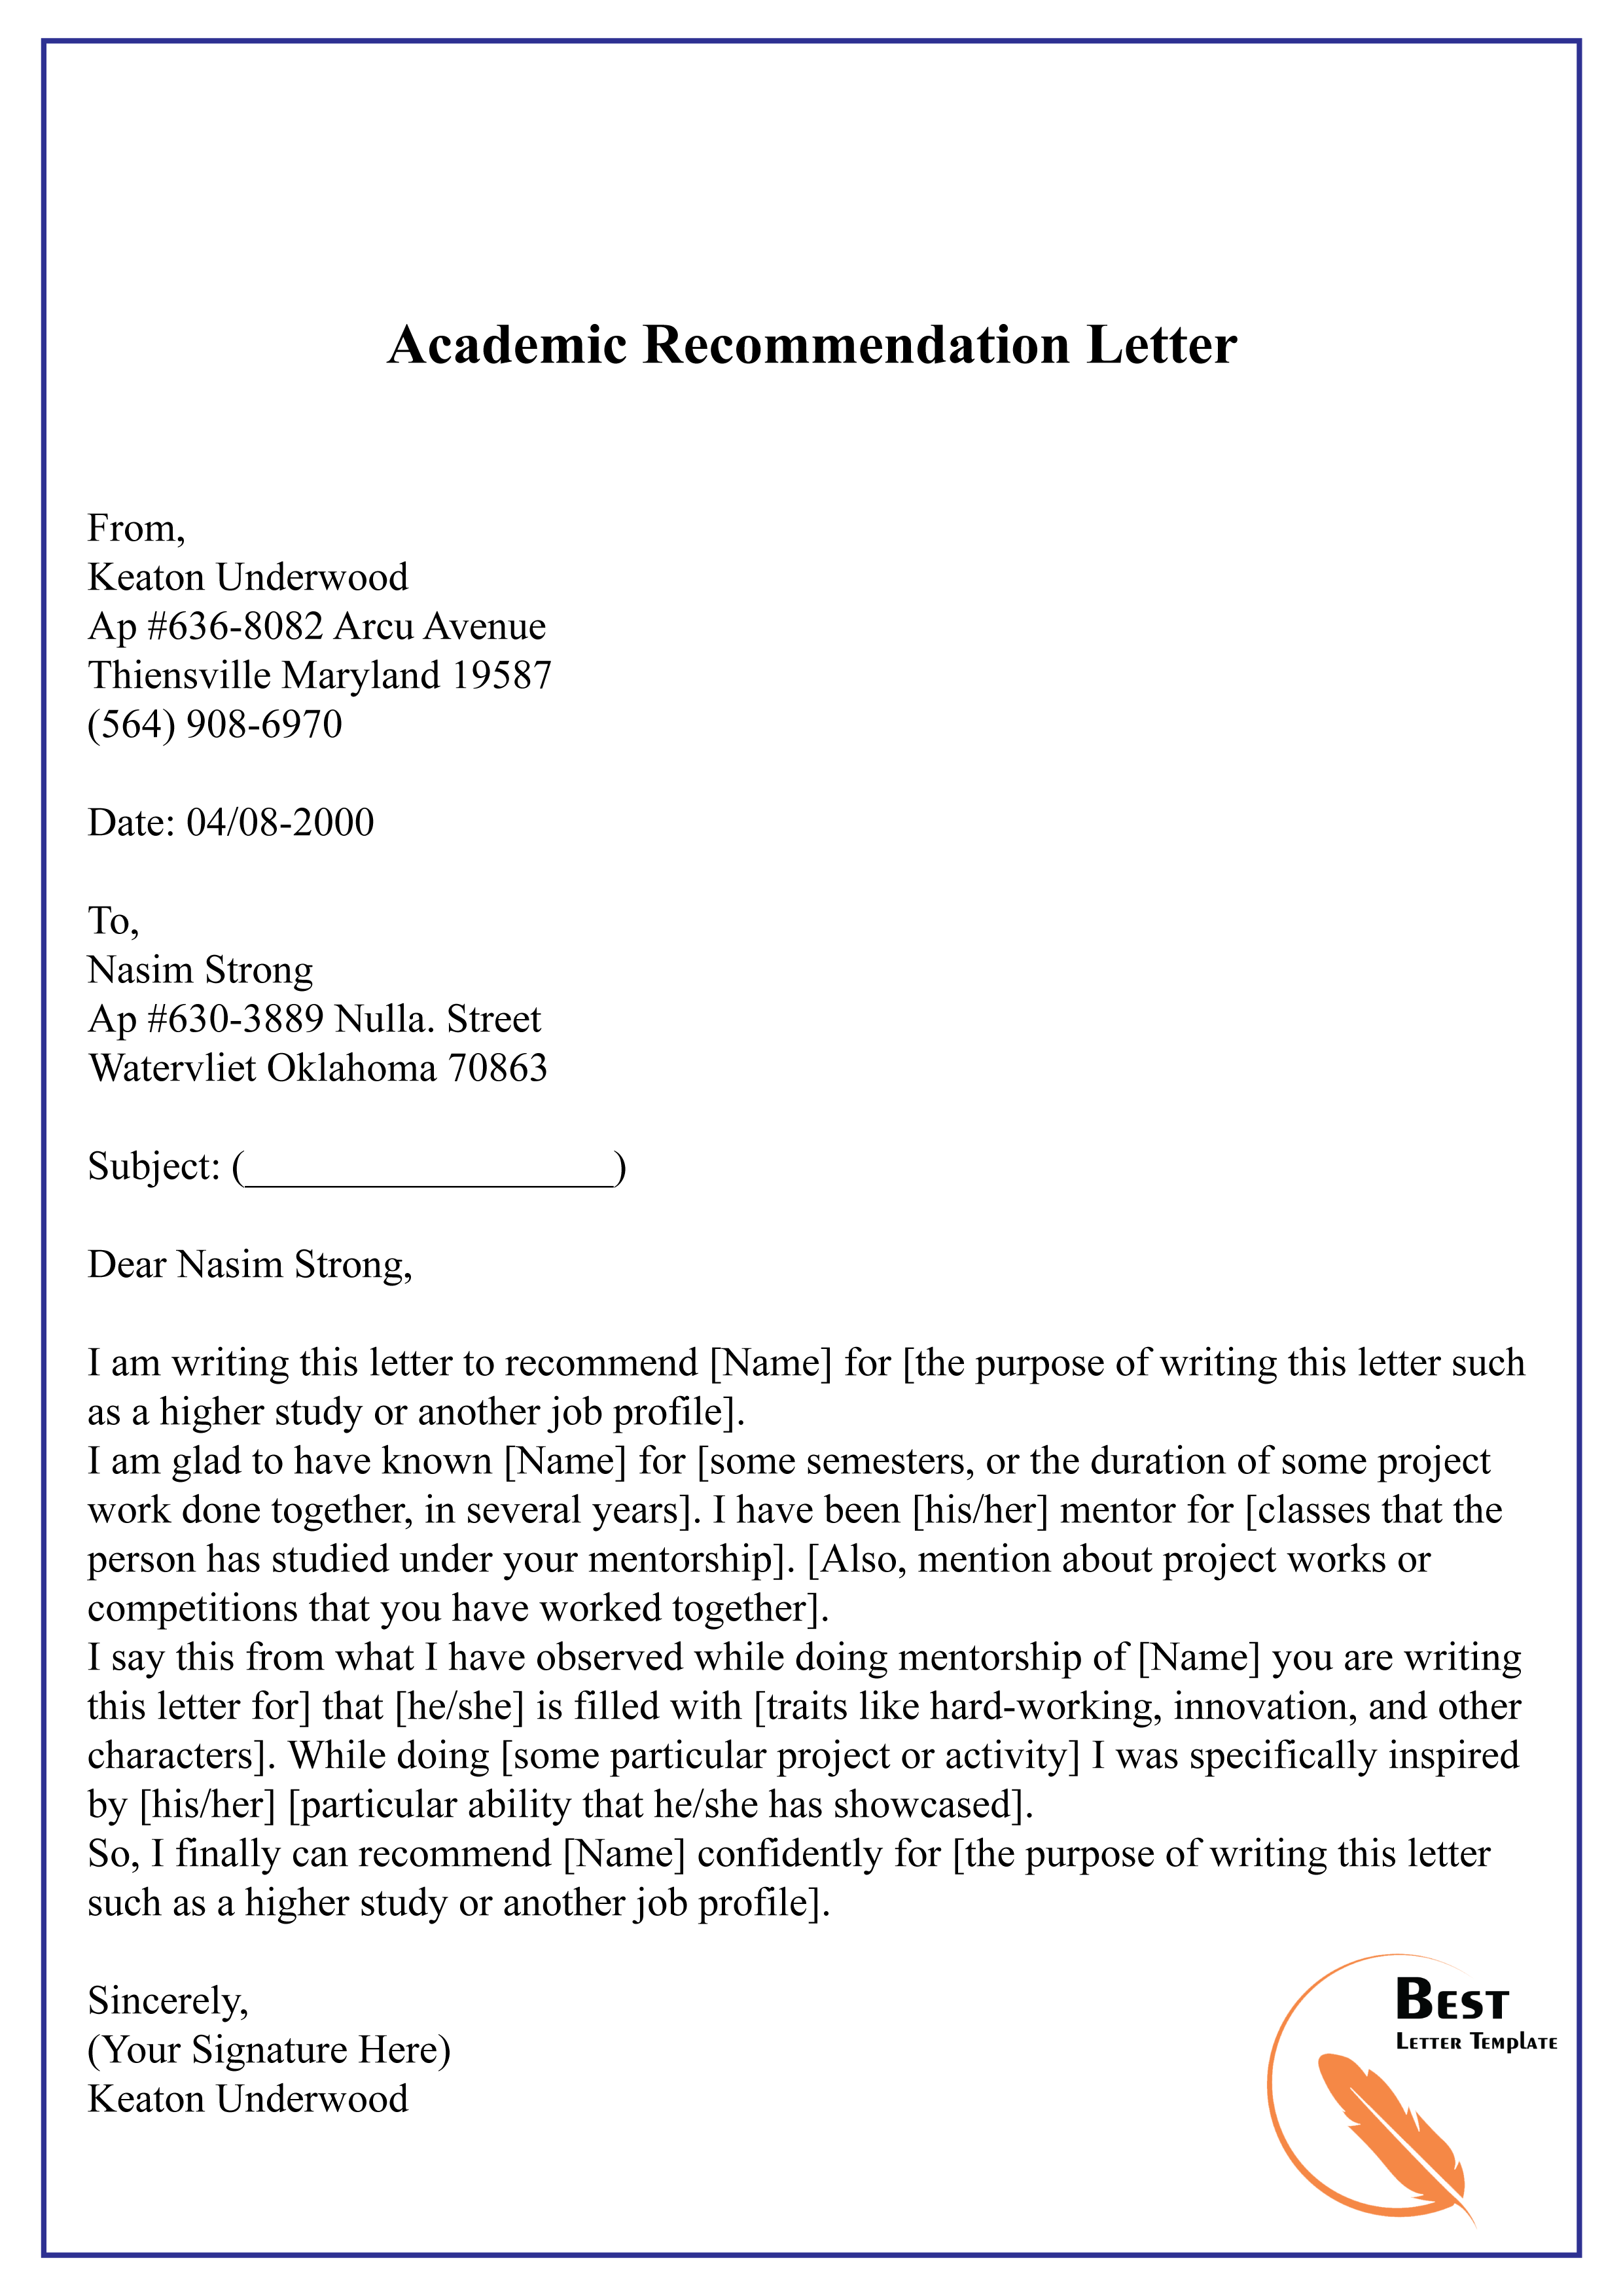 Academic Recommendation Letter
From,
Keaton Underwood
Ap #636-8082 Arcu Avenue
Thiensville Maryland 19587
(564) 908-6970
Date: 04/08-2000
To,
Nasim Strong
Ap #630-3889 Nulla. Street
Watervliet Oklahoma 70863
Subject: (__________________)
Dear Nasim Strong,
I am writing this letter to recommend [Name] for [the purpose of writing this letter such
as a higher study or another job profile].
I am glad to have known [Name] for [some semesters, or the duration of some project
work done together, in several years]. I have been [his/her] mentor for [classes that the
person has studied under your mentorship]. [Also, mention about project works or
competitions that you have worked together].
I say this from what I have observed while doing mentorship of [Name] you are writing
this letter for] that [he/she] is filled with [traits like hard-working, innovation, and other
characters]. While doing [some particular project or activity] I was specifically inspired
by [his/her] [particular ability that he/she has showcased].
So, I finally can recommend [Name] confidently for [the purpose of writing this letter
such as a higher study or another job profile].
Sincerely,
(Your Signature Here)
Keaton Underwood
Best
Letter Template